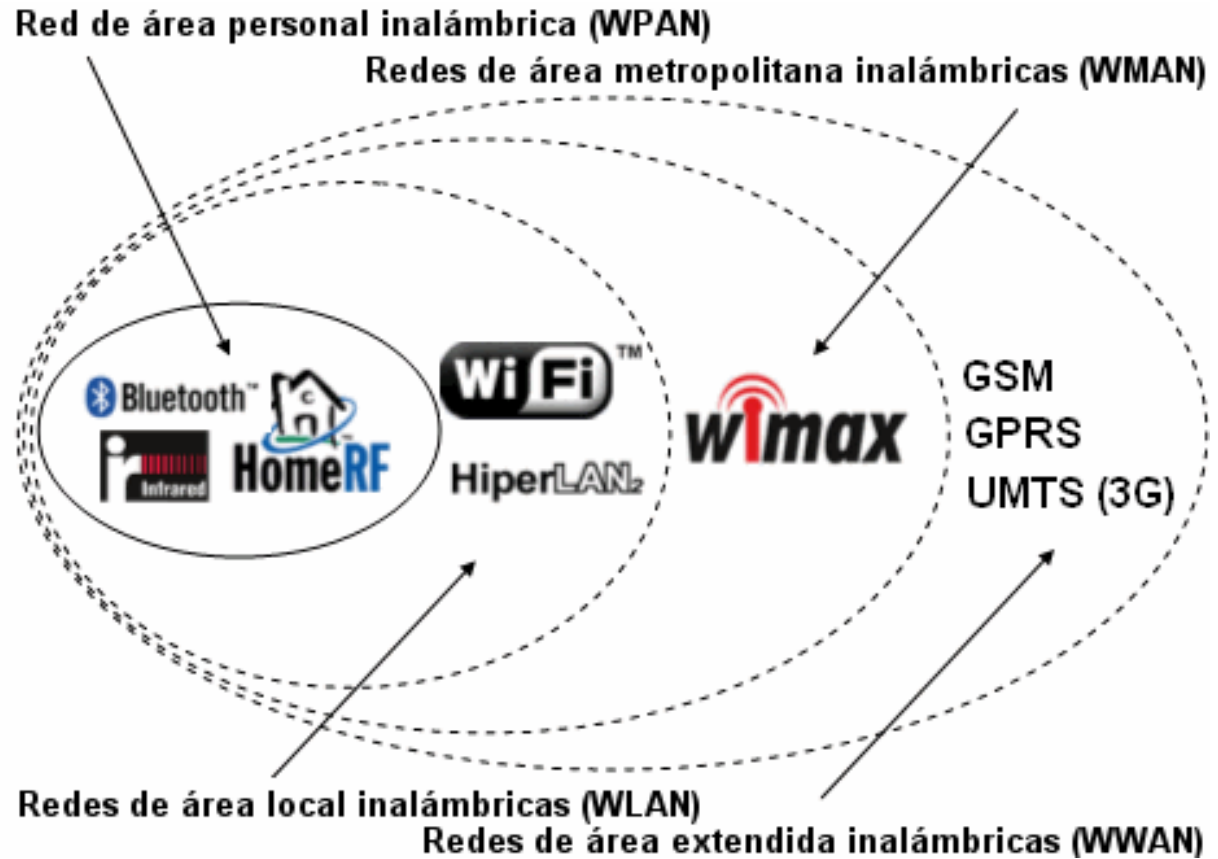 Red de área personal inalámbrica (WPAN)
Redes de área metropolitana inalámbricas (WMAN)
Bluetooth™
Infrared
HomeRF™
WiFi™
HiperLAN2
wimax
GSM
GPRS
UMTS (3G)
Redes de área local inalámbricas (WLAN)
Redes de área extendida inalámbricas (WWAN)